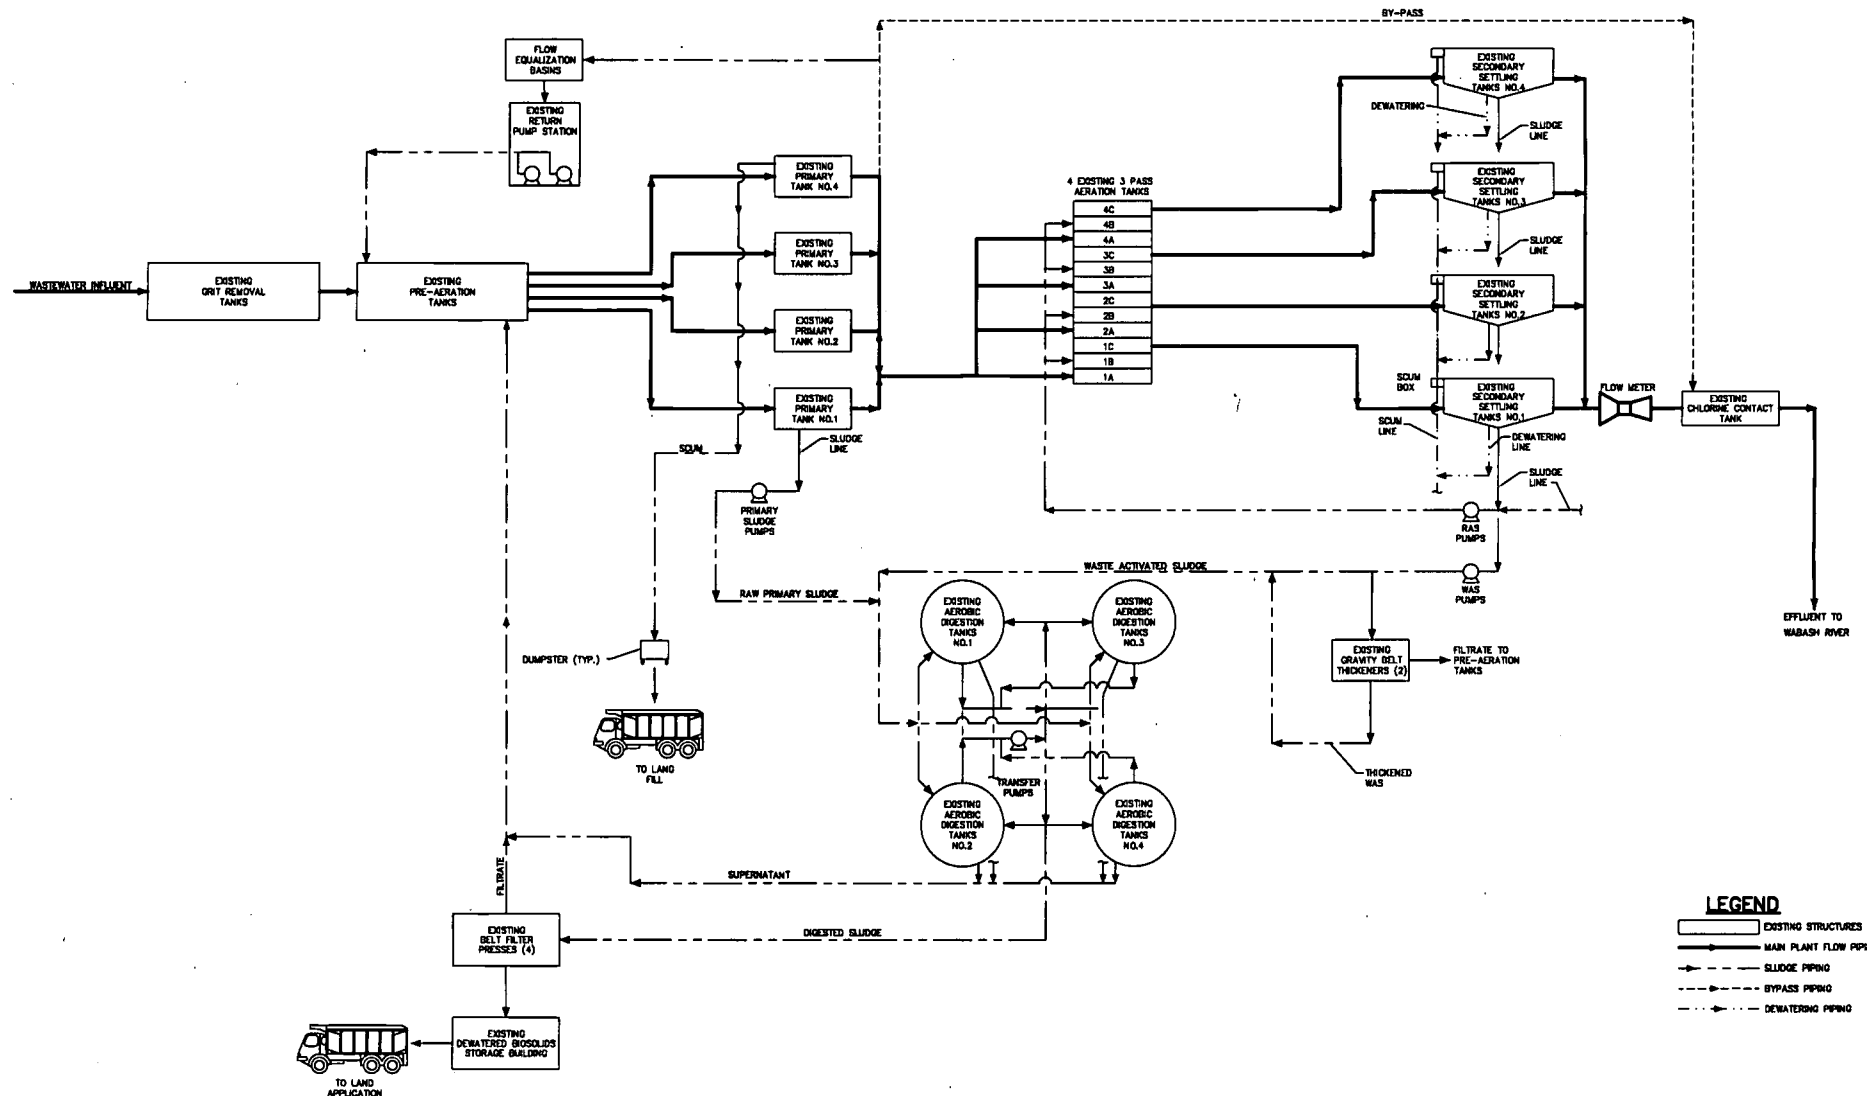 BY-PASS
FLOW
EQUALIZATION
BASINS
EXISTING
RETURN
PUMP STATION
EXISTING
SECONDARY
SETTLING
TANKS NO.4
DEWATERING
SLUDGE
LINE
EXISTING
PRIMARY
TANK NO.4
4 EXISTING 3 PASS
AERATION TANKS
4C
4B
4A
3C
3B
3A
2C
2B
2A
1C
1B
1A
EXISTING
SECONDARY
SETTLING
TANKS NO.3
SLUDGE
LINE
EXISTING
PRIMARY
TANK NO.3
WASTEWATER INFLUENT
EXISTING
GRIT REMOVAL
TANKS
EXISTING
PRE-AERATION
TANKS
EXISTING
SECONDARY
SETTLING
TANKS NO.2
EXISTING
PRIMARY
TANK NO.2
EXISTING
PRIMARY
TANK NO.1
SCUM
BOX
EXISTING
SECONDARY
SETTLING
TANKS NO.1
FLOW METER
EXISTING
CHLORINE CONTACT
TANK
SCUM
LINE
DEWATERING
LINE
SLUDGE
LINE
SCUM
SLUDGE
LINE
PRIMARY
SLUDGE
PUMPS
RAS
PUMPS
WASTE ACTIVATED SLUDGE
WAS
PUMPS
RAW PRIMARY SLUDGE
EXISTING
AEROBIC
DIGESTION
TANKS
NO.1
EXISTING
AEROBIC
DIGESTION
TANKS
NO.3
EFFLUENT TO
WABASH RIVER
DUMPSTER (TYP.)
EXISTING
GRAVITY BELT
THICKENERS (2)
FILTRATE TO
PRE-AERATION
TANKS
TO LAND
FILL
THICKENED
WAS
TRANSFER
PUMPS
EXISTING
AEROBIC
DIGESTION
TANKS
NO.2
EXISTING
AEROBIC
DIGESTION
TANKS
NO.4
FILTRATE
SUPERNATANT
EXISTING
BELT FILTER
PRESSES (4)
DIGESTED SLUDGE
EXISTING
DEWATERED BIOSOLIDS
STORAGE BUILDING
TO LAND
APPLICATION
LEGEND
EXISTING STRUCTURES
MAIN PLANT FLOW PIP
SLUDGE PIPING
BYPASS PIPING
DEWATERING PIPING